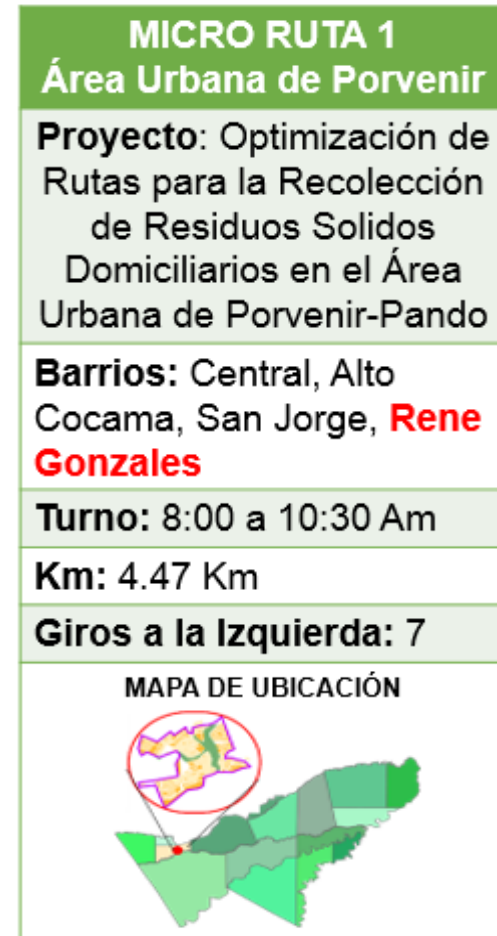 MICRO RUTA 1
Área Urbana de Porvenir
Proyecto: Optimización de
Rutas para la Recolección
de Residuos Solidos
Domiciliarios en el Área
Urbana de Porvenir-Pando
Barrios: Central, Alto
Cocama, San Jorge, Rene
Gonzales
Turno: 8:00 a 10:30 Am
Km: 4.47 Km
Giros a la Izquierda: 7
MAPA DE UBICACIÓN